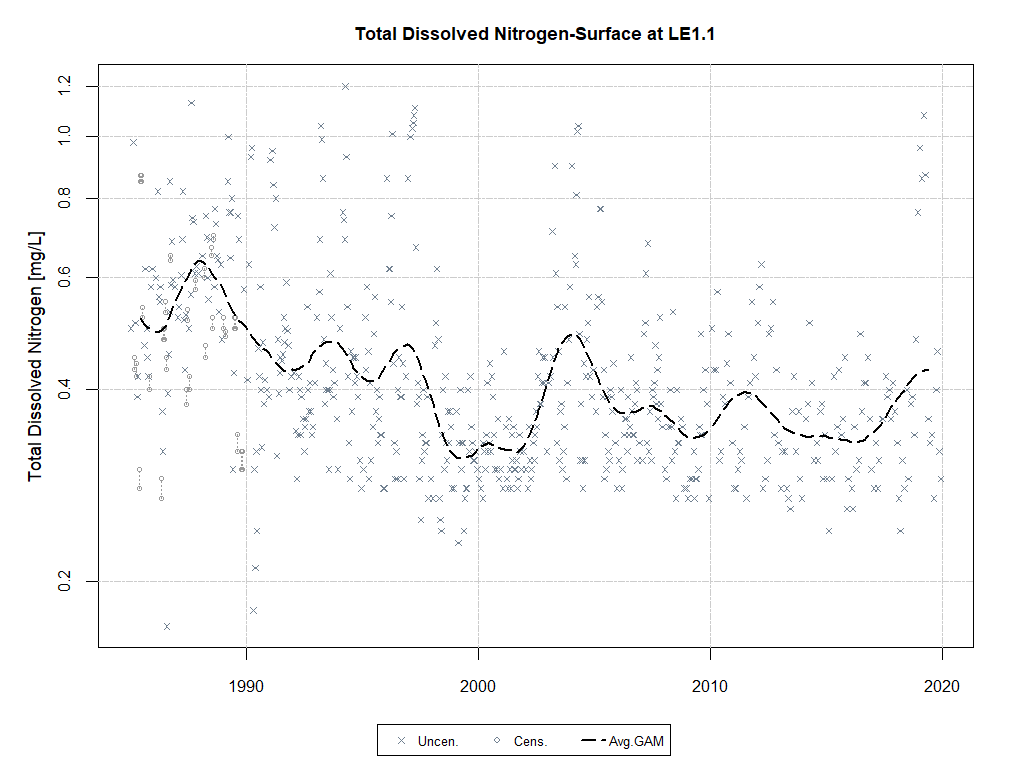 Total Dissolved Nitrogen-Surface at LE1.1
Total Dissolved Nitrogen [mg/L]
1.2
1.0
0.8
0.6
0.4
0.2
1990 2000 2010 2020
Uncen. Cens. Avg.GAM